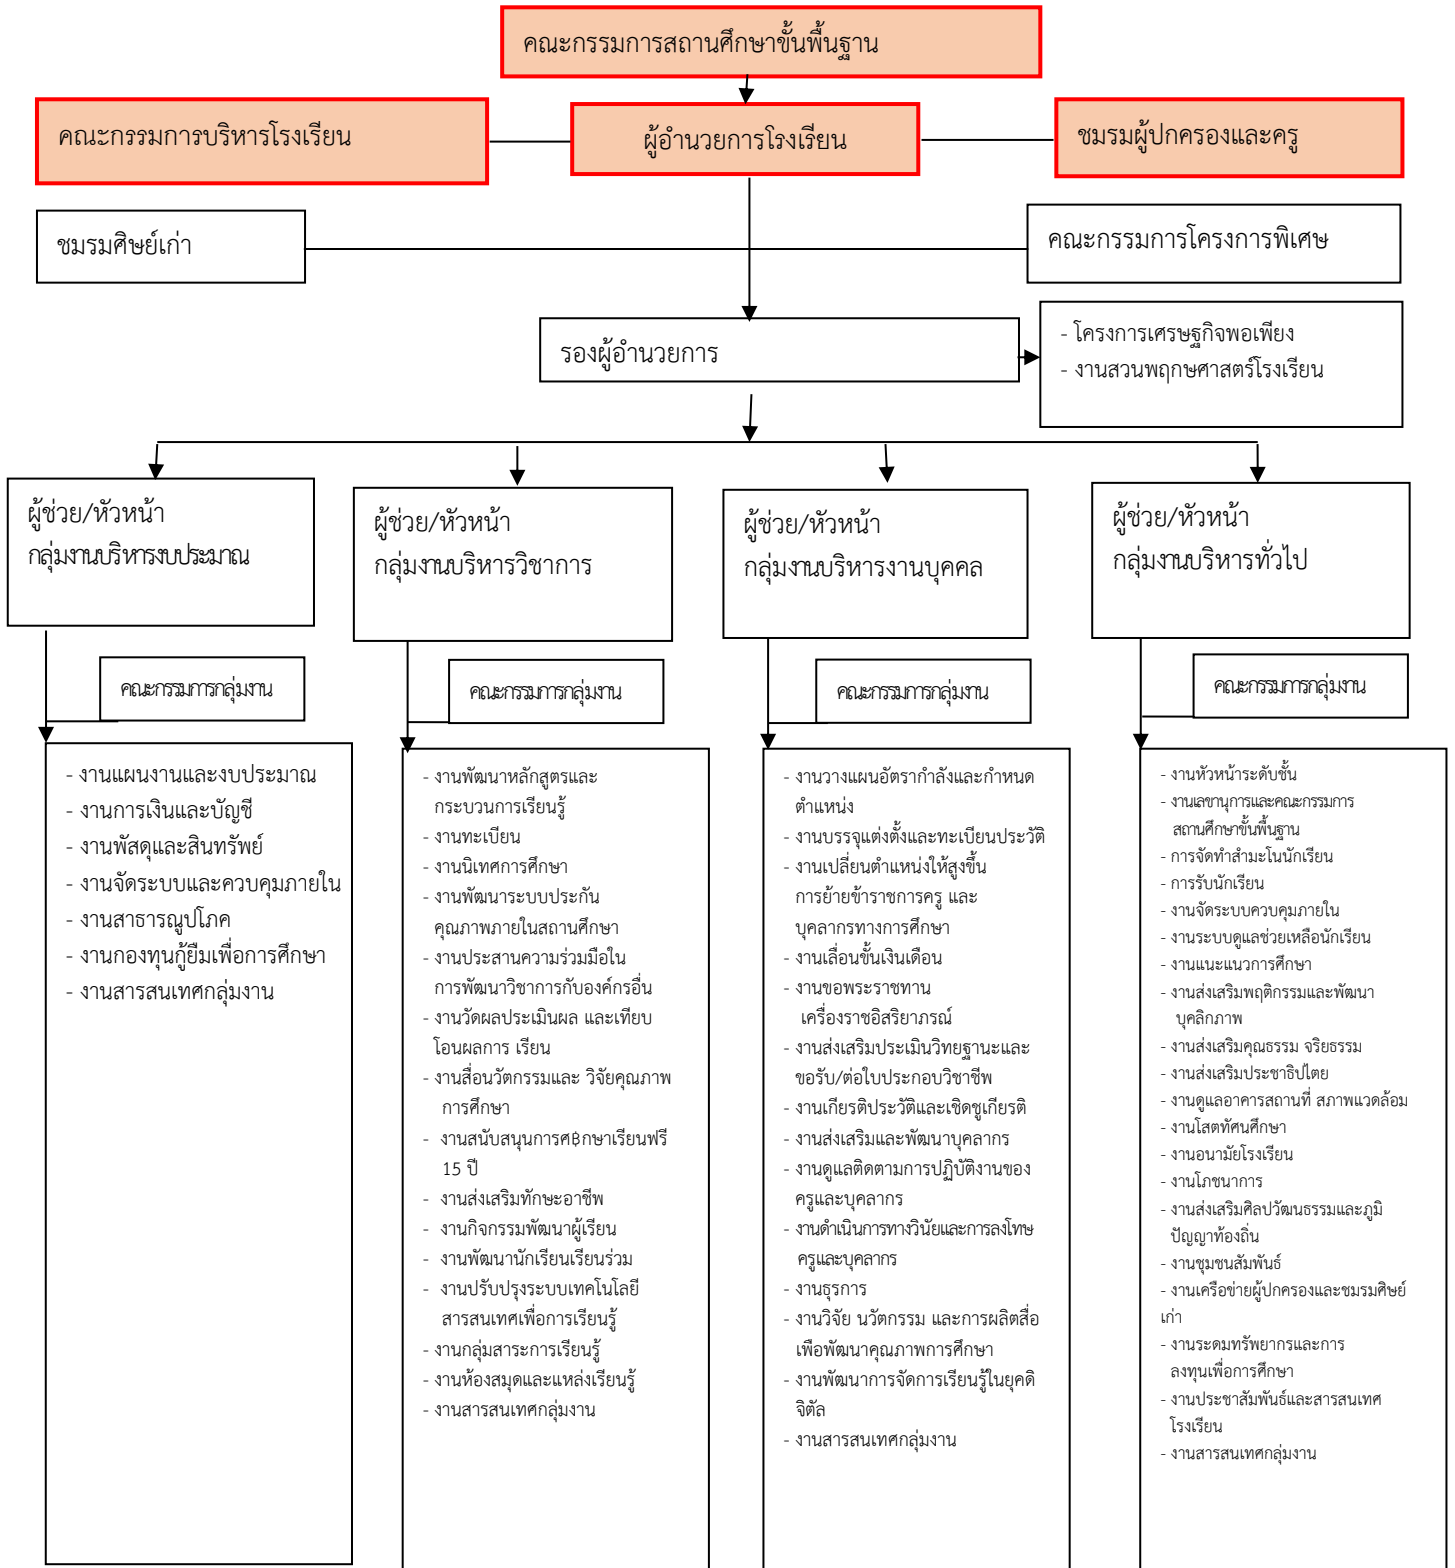 คณะกรรมการสถานศึกษาขั้นพื้นฐาน
คณะกรรมการบริหารโรงเรียน
ผู้อำนวยการโรงเรียน
ชมรมผู้ปกครองและครู
ชมรมศิษย์เก่า
คณะกรรมการโครงการพิเศษ
รองผู้อำนวยการ
- โครงการเศรษฐกิจพอเพียง
- งานสวนพฤกษศาสตร์โรงเรียน
ผู้ช่วย/หัวหน้า
กลุ่มงานบริหารงบประมาณ
ผู้ช่วย/หัวหน้า
กลุ่มงานบริหารวิชาการ
ผู้ช่วย/หัวหน้า
กลุ่มงานบริหารงานบุคคล
ผู้ช่วย/หัวหน้า
กลุ่มงานบริหารทั่วไป
คณะกรรมการกลุ่มงาน
คณะกรรมการกลุ่มงาน
คณะกรรมการกลุ่มงาน
คณะกรรมการกลุ่มงาน
- งานแผนงานและงบประมาณ
- งานการเงินและบัญชี
- งานพัสดุและสินทรัพย์
- งานจัดระบบและควบคุมภายใน
- งานสาธารณูปโภค
- งานกองทุนกู้ยืมเพื่อการศึกษา
- งานสารสนเทศกลุ่มงาน
- งานพัฒนาหลักสูตรและ
กระบวนการเรียนรู้
- งานทะเบียน
- งานนิเทศการศึกษา
- งานพัฒนาระบบประกัน
คุณภาพภายในสถานศึกษา
- งานประสานความร่วมมือใน
การพัฒนาวิชาการกับองค์กรอื่น
- งานวัดผลประเมินผล และเทียบ
โอนผลการ เรียน
- งานสื่อนวัตกรรมและ วิจัยคุณภาพ
การศึกษา
- งานสนับสนุนการศ฿กษาเรียนฟรี
15 ปี
- งานส่งเสริมทักษะอาชีพ
- งานกิจกรรมพัฒนาผู้เรียน
- งานพัฒนานักเรียนเรียนร่วม
- งานปรับปรุงระบบเทคโนโลยี
สารสนเทศเพื่อการเรียนรู้
- งานกลุ่มสาระการเรียนรู้
- งานห้องสมุดและแหล่งเรียนรู้
- งานสารสนเทศกลุ่มงาน
- งานวางแผนอัตรากำลังและกำหนด
ตำแหน่ง
- งานบรรจุแต่งตั้งและทะเบียนประวัติ
- งานเปลี่ยนตำแหน่งให้สูงขึ้น
การย้ายข้าราชการครู และ
บุคลากรทางการศึกษา
- งานเลื่อนขั้นเงินเดือน
- งานขอพระราชทาน
เครื่องราชอิสริยาภรณ์
- งานส่งเสริมประเมินวิทยฐานะและ
ขอรับ/ต่อใบประกอบวิชาชีพ
- งานเกียรติประวัติและเชิดชูเกียรติ
- งานส่งเสริมและพัฒนาบุคลากร
- งานดูแลติดตามการปฏิบัติงานของ
ครูและบุคลากร
- งานดำเนินการทางวินัยและการลงโทษ
ครูและบุคลากร
- งานธุรการ
- งานวิจัย นวัตกรรม และการผลิตสื่อ
เพื่อพัฒนาคุณภาพการศึกษา
- งานพัฒนาการจัดการเรียนรู้ในยุคดิ
จิตัล
- งานสารสนเทศกลุ่มงาน
- งานหัวหน้าระดับชั้น
- งานเลขานุการและคณะกรรมการ
สถานศึกษาขั้นพื้นฐาน
- การจัดทำสำมะโนนักเรียน
- การรับนักเรียน
- งานจัดระบบควบคุมภายใน
- งานระบบดูแลช่วยเหลือนักเรียน
- งานแนะแนวการศึกษา
- งานส่งเสริมพฤติกรรมและพัฒนา
บุคลิกภาพ
- งานส่งเสริมคุณธรรม จริยธรรม
- งานส่งเสริมประชาธิปไตย
- งานดูแลอาคารสถานที่ สภาพแวดล้อม
- งานโสตทัศนศึกษา
- งานอนามัยโรงเรียน
- งานโภชนาการ
- งานส่งเสริมศิลปวัฒนธรรมและภูมิ
ปัญญาท้องถิ่น
- งานชุมชนสัมพันธ์
- งานเครือข่ายผู้ปกครองและชมรมศิษย์
เก่า
- งานระดมทรัพยากรและการ
ลงทุนเพื่อการศึกษา
- งานประชาสัมพันธ์และสารสนเทศ
โรงเรียน
- งานสารสนเทศกลุ่มงาน